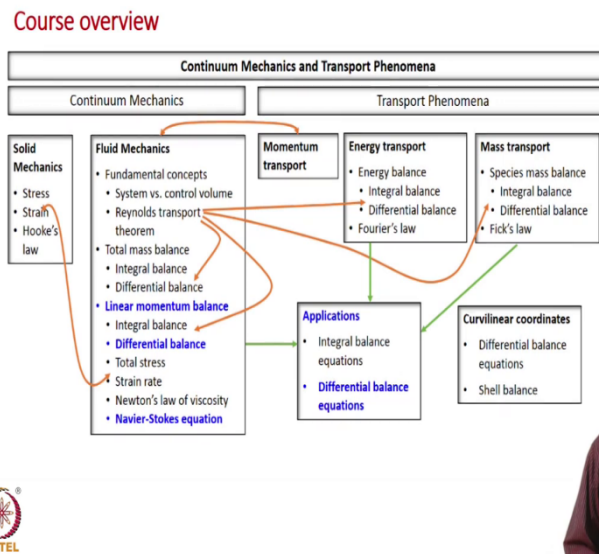 Course overview
Continuum Mechanics and Transport Phenomena
Continuum Mechanics
Transport Phenomena
Solid
Mechanics
• Stress
• Strain
• Hooke's
law
Fluid Mechanics
• Fundamental concepts
• System vs. control volume
• Reynolds transport
theorem
• Total mass balance
• Integral balance
• Differential balance
• Linear momentum balance
• Integral balance
• Differential balance
• Total stress
• Strain rate
• Newton's law of viscosity
• Navier-Stokes equation
Momentum
transport
Energy transport
• Energy balance
• Integral balance
• Differential balance
• Fourier's law
Mass transport
• Species mass balance
• Integral balance
• Differential balance
• Fick's law
Applications
• Integral balance
equations
• Differential balance
equations
Curvilinear coordinates
• Differential balance
equations
• Shell balance
TEL
®